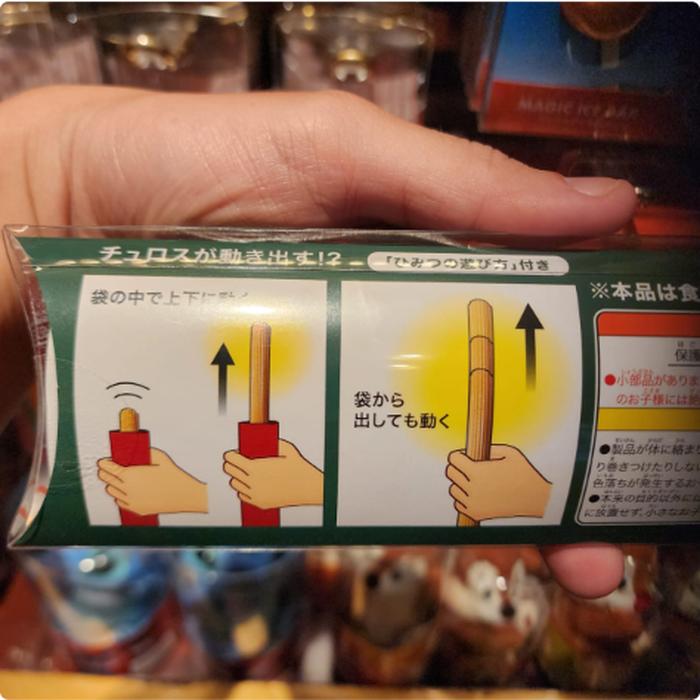 MAGIC ICE BAR
チュロスが動き出す!?
「ひみつの遊び方」付き
袋の中で上下に動く
袋から
出しても動く
※本品は食
保護
●小部品があります
のお子様には絶
●製品が体に絡ま
り巻きつけたりしな
色落ちが発生するお
●本来の目的以外に
に放置せず、小さなお子